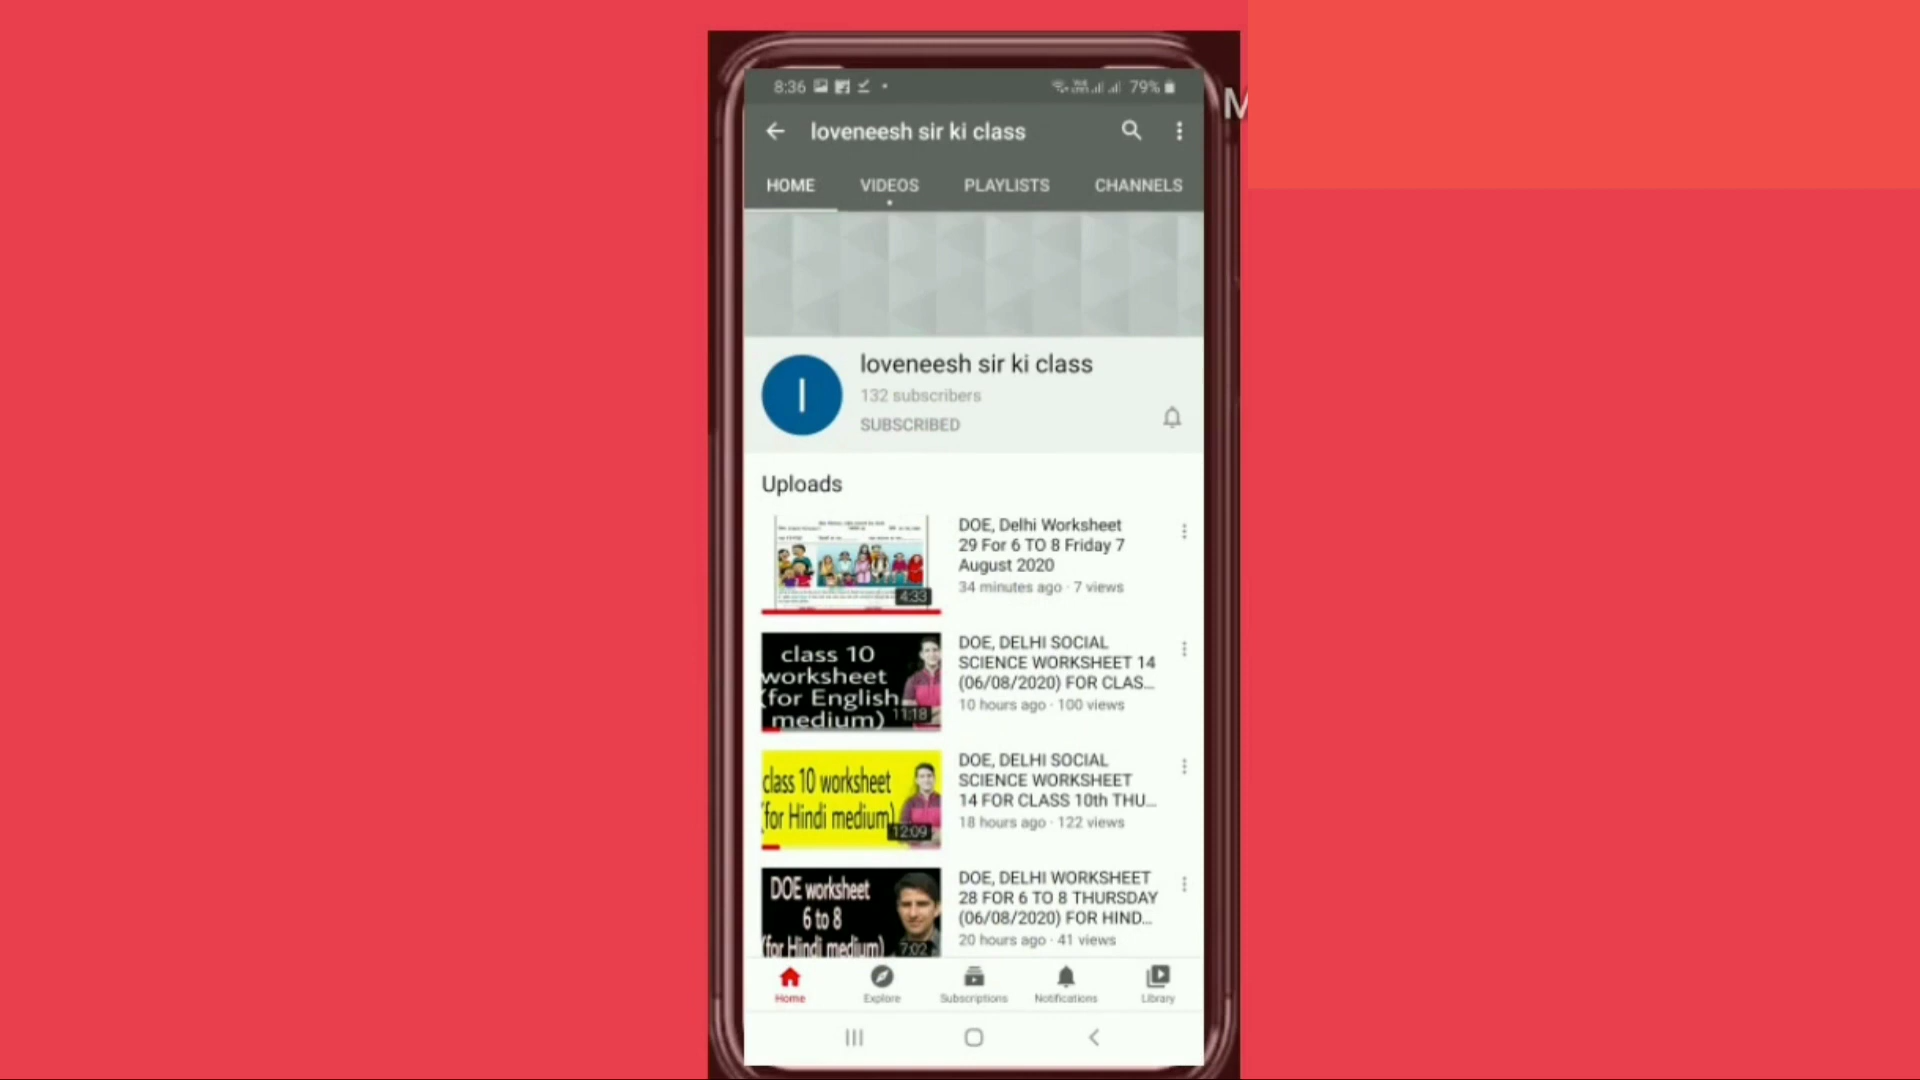 8:36
79%
M
loveneesh sir ki class
HOME VIDEOS PLAYLISTS CHANNELS
loveneesh sir ki class
132 subscribers
SUBSCRIBED
Uploads
4:33
DOE, Delhi Worksheet
29 For 6 TO 8 Friday 7
August 2020
34 minutes ago · 7 views
class 10
worksheet
(for English
medium)
11:18
DOE, DELHI SOCIAL
SCIENCE WORKSHEET 14
(06/08/2020) FOR CLAS...
10 hours ago · 100 views
class 10 worksheet
(for Hindi medium)
12:09
DOE, DELHI SOCIAL
SCIENCE WORKSHEET
14 FOR CLASS 10th THU...
18 hours ago · 122 views
DOE worksheet
6 to 8
(for Hindi medium)
7:02
DOE, DELHI WORKSHEET
28 FOR 6 TO 8 THURSDAY
(06/08/2020) FOR HIND...
20 hours ago · 41 views
Home Explore Subscriptions Notifications Library